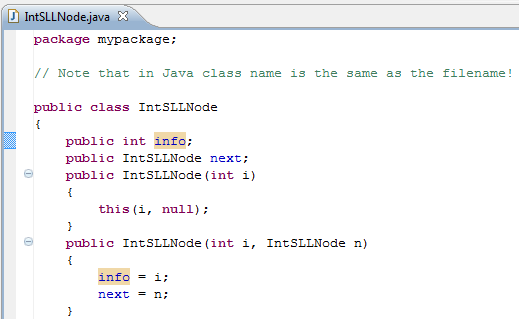 IntSLLNode.java
package mypackage;
// Note that in Java class name is the same as the filename!
public class IntSLLNode
{
public int info;
public IntSLLNode next;
public IntSLLNode(int i)
{
this(i, null);
}
public IntSLLNode(int i, IntSLLNode n)
{
info = i;
next = n;
}